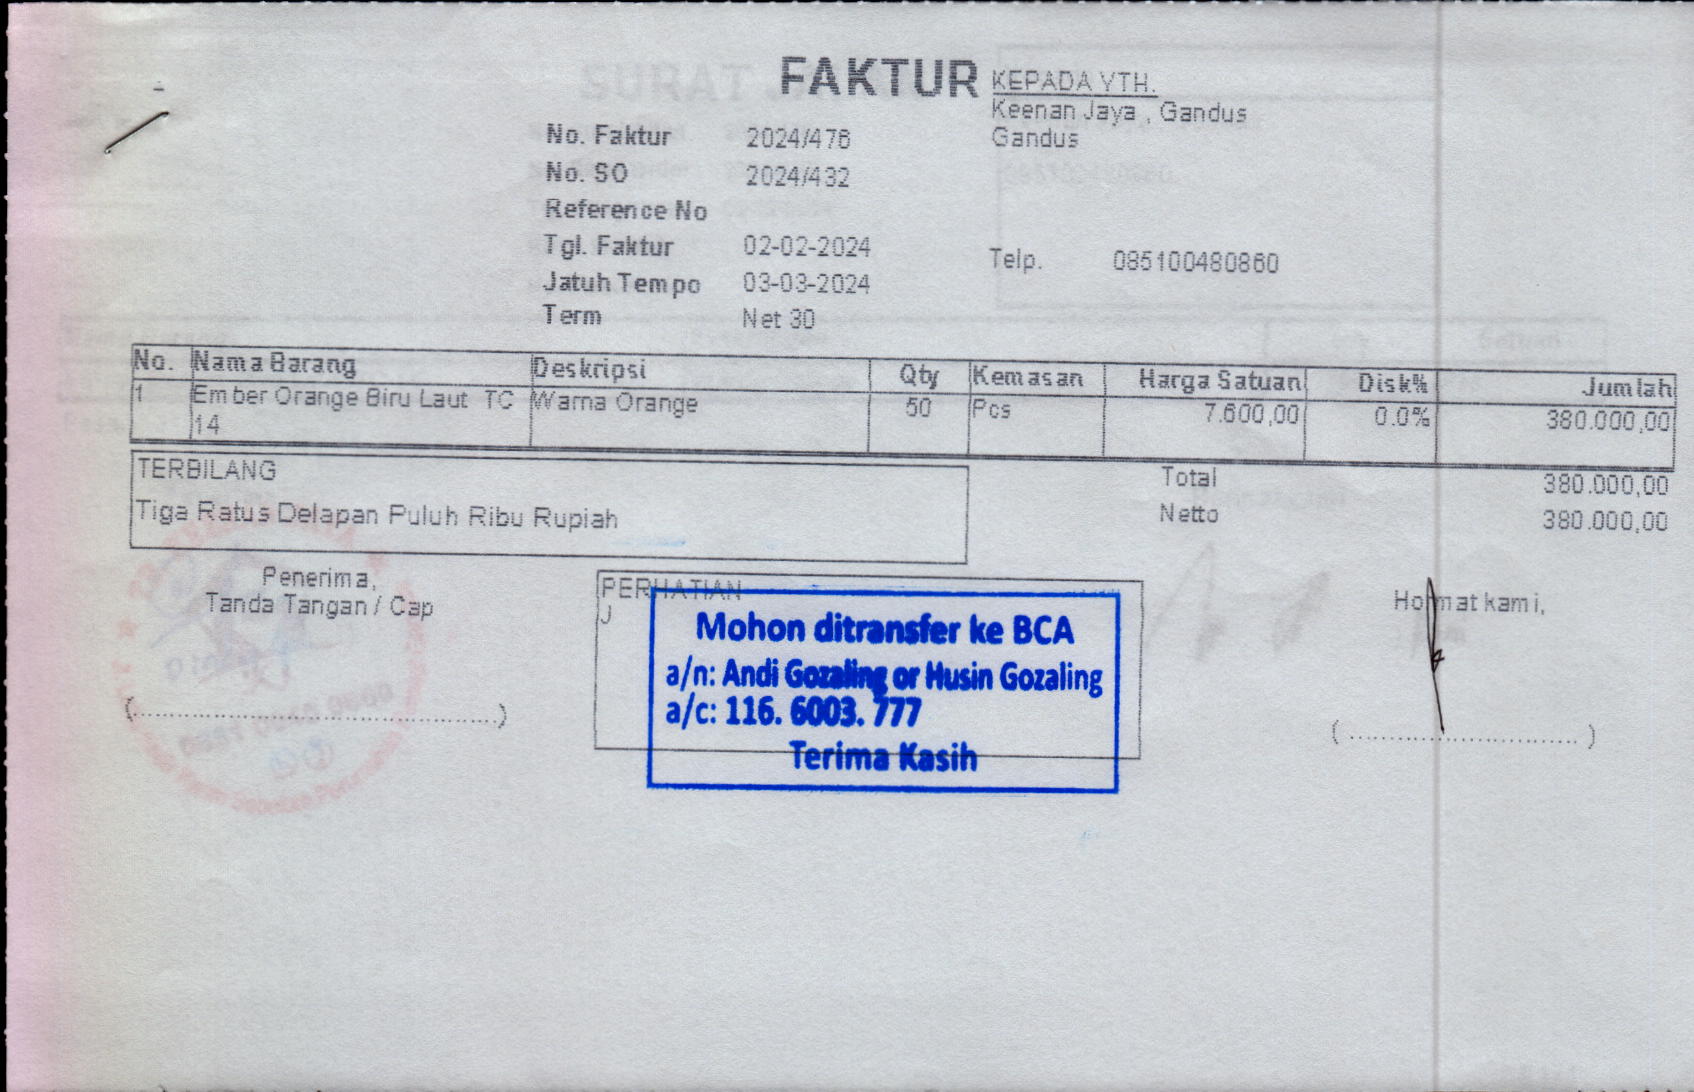 FAKTUR
KEPADA YTH.
Keenan Jaya , Gandus
Gandus
Telp. 085100480860
No. Faktur 2024/476
No. SO 2024/432
Reference No
Tgl. Faktur 02-02-2024
Jatuh Tempo 03-03-2024
Term Net 30
No. Nama Barang Deskripsi Qty Kemasan Harga Satuan Disk% Jumlah
1 Ember Orange Biru Laut TC Warna Orange 50 Pcs 7.600,00 0.0% 380.000,00
14
TERBILANG
Tiga Ratus Delapan Puluh Ribu Rupiah
Total 380.000,00
Netto 380.000,00
Penerima,
Tanda Tangan / Cap
(........................................................)
PERHATIAN
J
Mohon ditransfer ke BCA
a/n: Andi Gozaling or Husin Gozaling
a/c: 116. 6003. 777
Terima Kasih
Hormat kami,
(...................................)